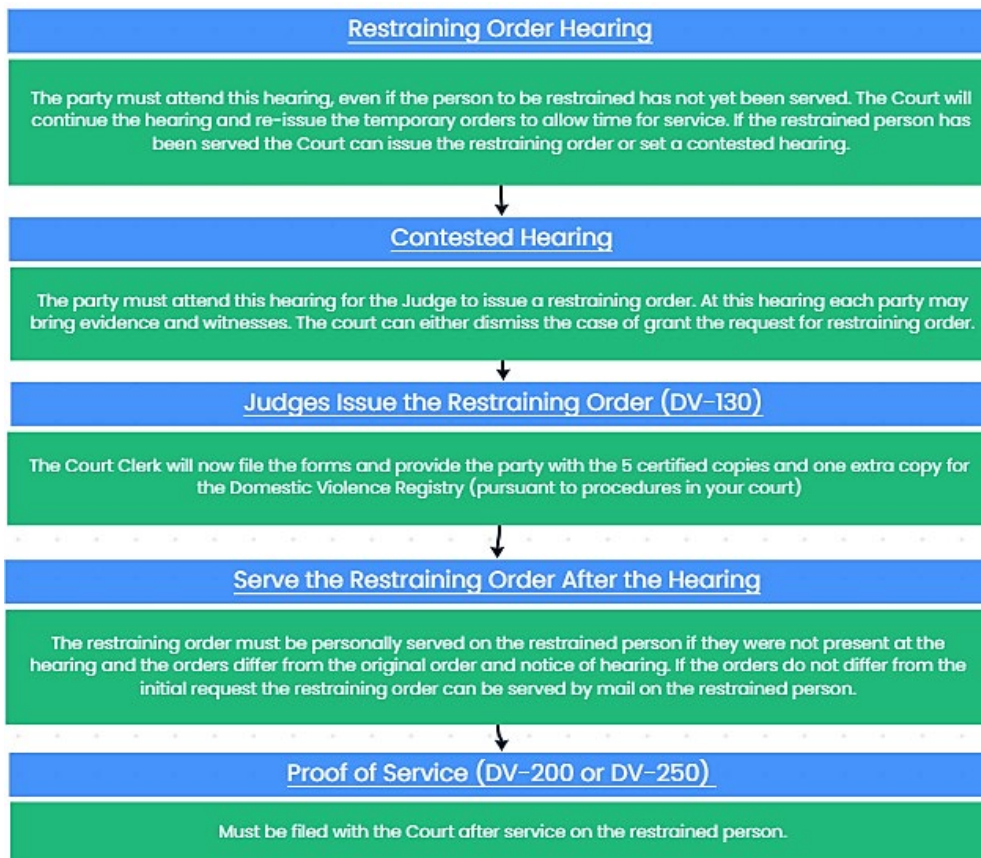 Restraining Order Hearing
The party must attend this hearing, even if the person to be restrained has not yet been served. The Court will
continue the hearing and re-issue the temporary orders to allow time for service. If the restrained person has
been served the Court can issue the restraining order or set a contested hearing.
Contested Hearing
The party must attend this hearing for the Judge to issue a restraining order. At this hearing each party may
bring evidence and witnesses. The court can either dismiss the case of grant the request for restraining order.
Judges Issue the Restraining Order (DV-130)
The Court Clerk will now file the forms and provide the party with the 5 certified copies and one extra copy for
the Domestic Violence Registry (pursuant to procedures in your court)
Serve the Restraining Order After the Hearing
The restraining order must be personally served on the restrained person if they were not present at the
hearing and the orders differ from the original order and notice of hearing. If the orders do not differ from the
initial request the restraining order can be served by mail on the restrained person.
Proof of Service (DV-200 or DV-250)
Must be filed with the Court after service on the restrained person.